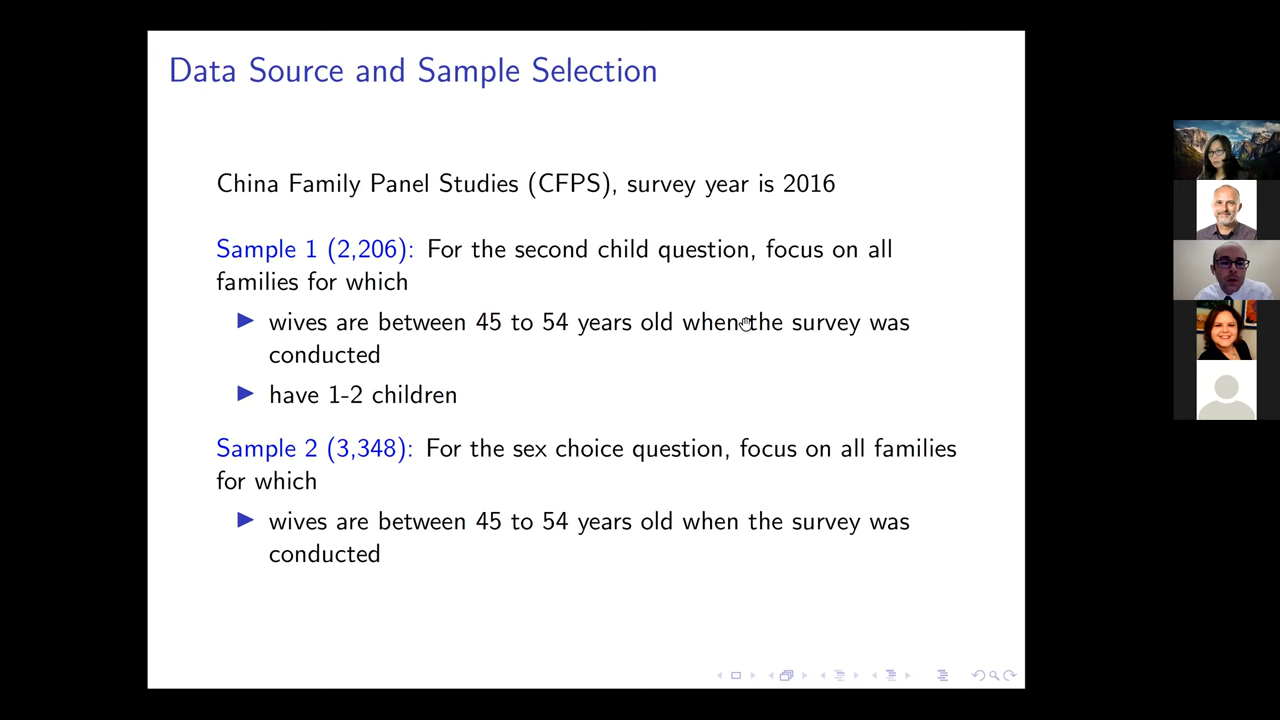 Data Source and Sample Selection
China Family Panel Studies (CFPS), survey year is 2016
Sample 1 (2,206): For the second child question, focus on all
families for which
wives are between 45 to 54 years old when the survey was
conducted
have 1-2 children
Sample 2 (3,348): For the sex choice question, focus on all families
for which
wives are between 45 to 54 years old when the survey was
conducted